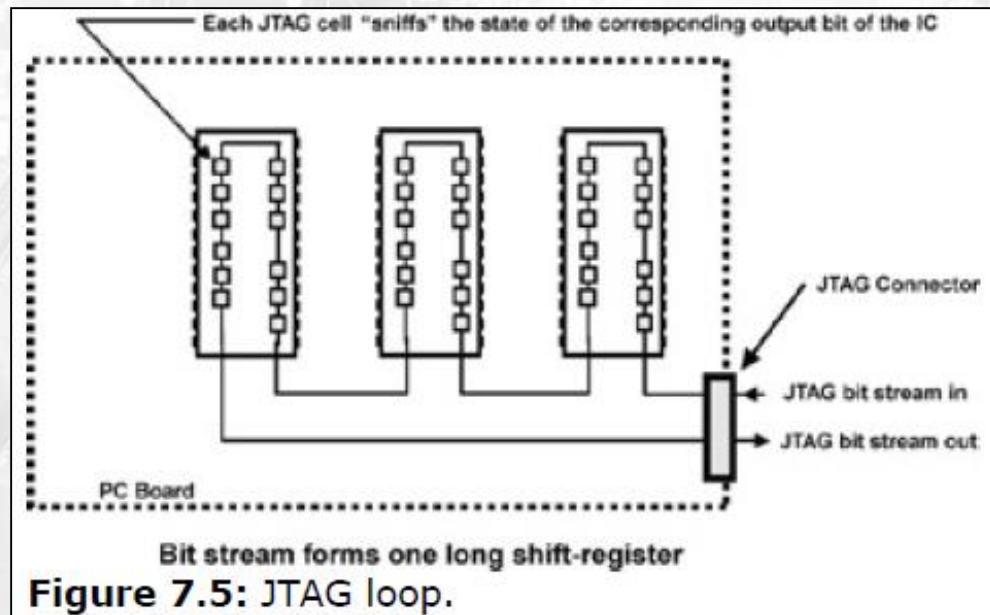 Each JTAG cell “sniffs” the state of the corresponding output bit of the IC
JTAG Connector
JTAG bit stream in
JTAG bit stream out
PC Board
Bit stream forms one long shift-register
Figure 7.5: JTAG loop.